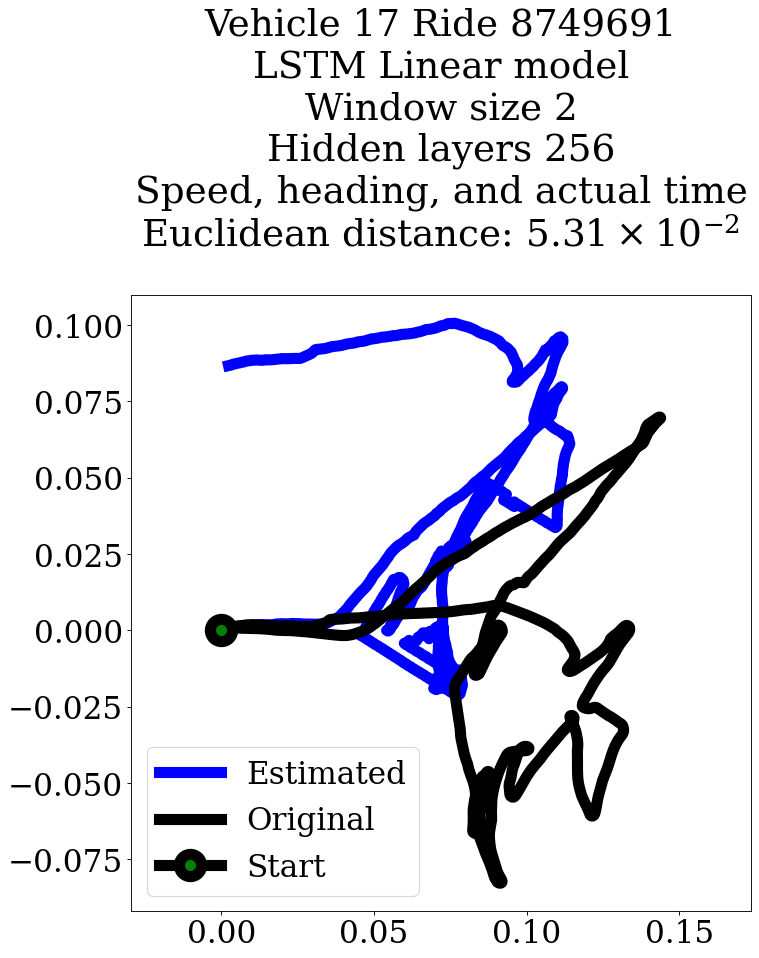 Vehicle 17 Ride 8749691
LSTM Linear model
Window size 2
Hidden layers 256
Speed, heading, and actual time
Euclidean distance: 5.31 × 10⁻²
0.100
0.075
0.050
0.025
0.000
−0.025
−0.050
−0.075
Estimated
Original
Start
0.00 0.05 0.10 0.15